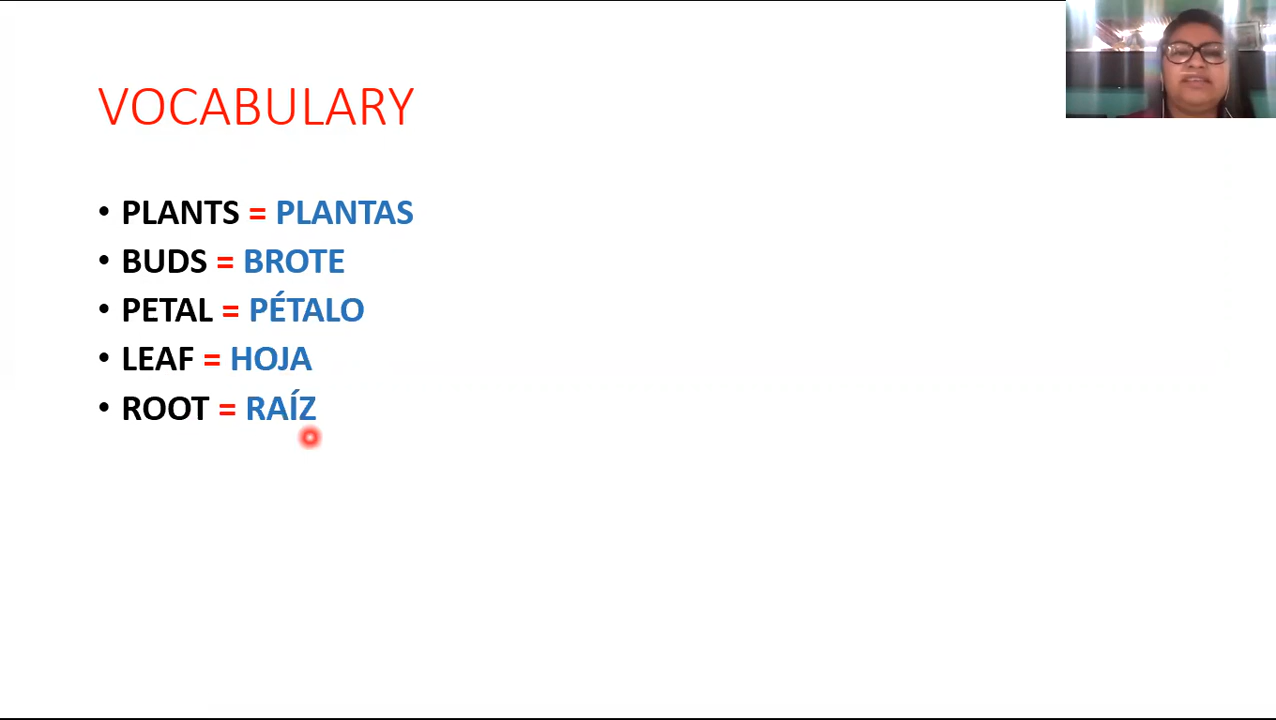 VOCABULARY
• PLANTS = PLANTAS
• BUDS = BROTE
• PETAL = PÉTALO
• LEAF = HOJA
• ROOT = RAÍZ